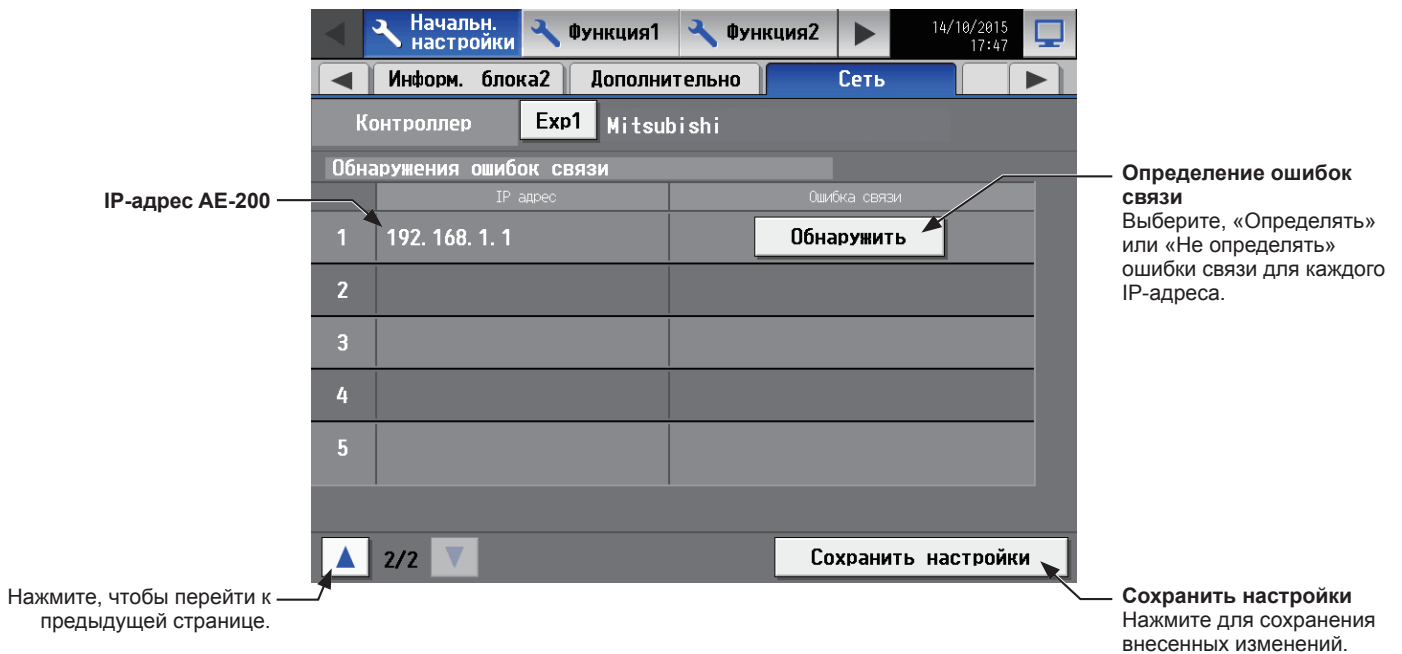 Начальн.
настройки
Функция1
Функция2
14/10/2015
17:47
Информ. блока2
Дополнительно
Сеть
Контроллер
Exp1
Mitsubishi
Обнаружения ошибок связи
IP адрес
Ошибка связи
IP-адрес AE-200
1
192.168.1.1
Обнаружить
2
3
4
5
Определение ошибок
связи
Выберите, «Определять»
или «Не определять»
ошибки связи для каждого
IP-адреса.
2/2
Сохранить настройки
Нажмите, чтобы перейти к
предыдущей странице.
Сохранить настройки
Нажмите для сохранения
внесенных изменений.